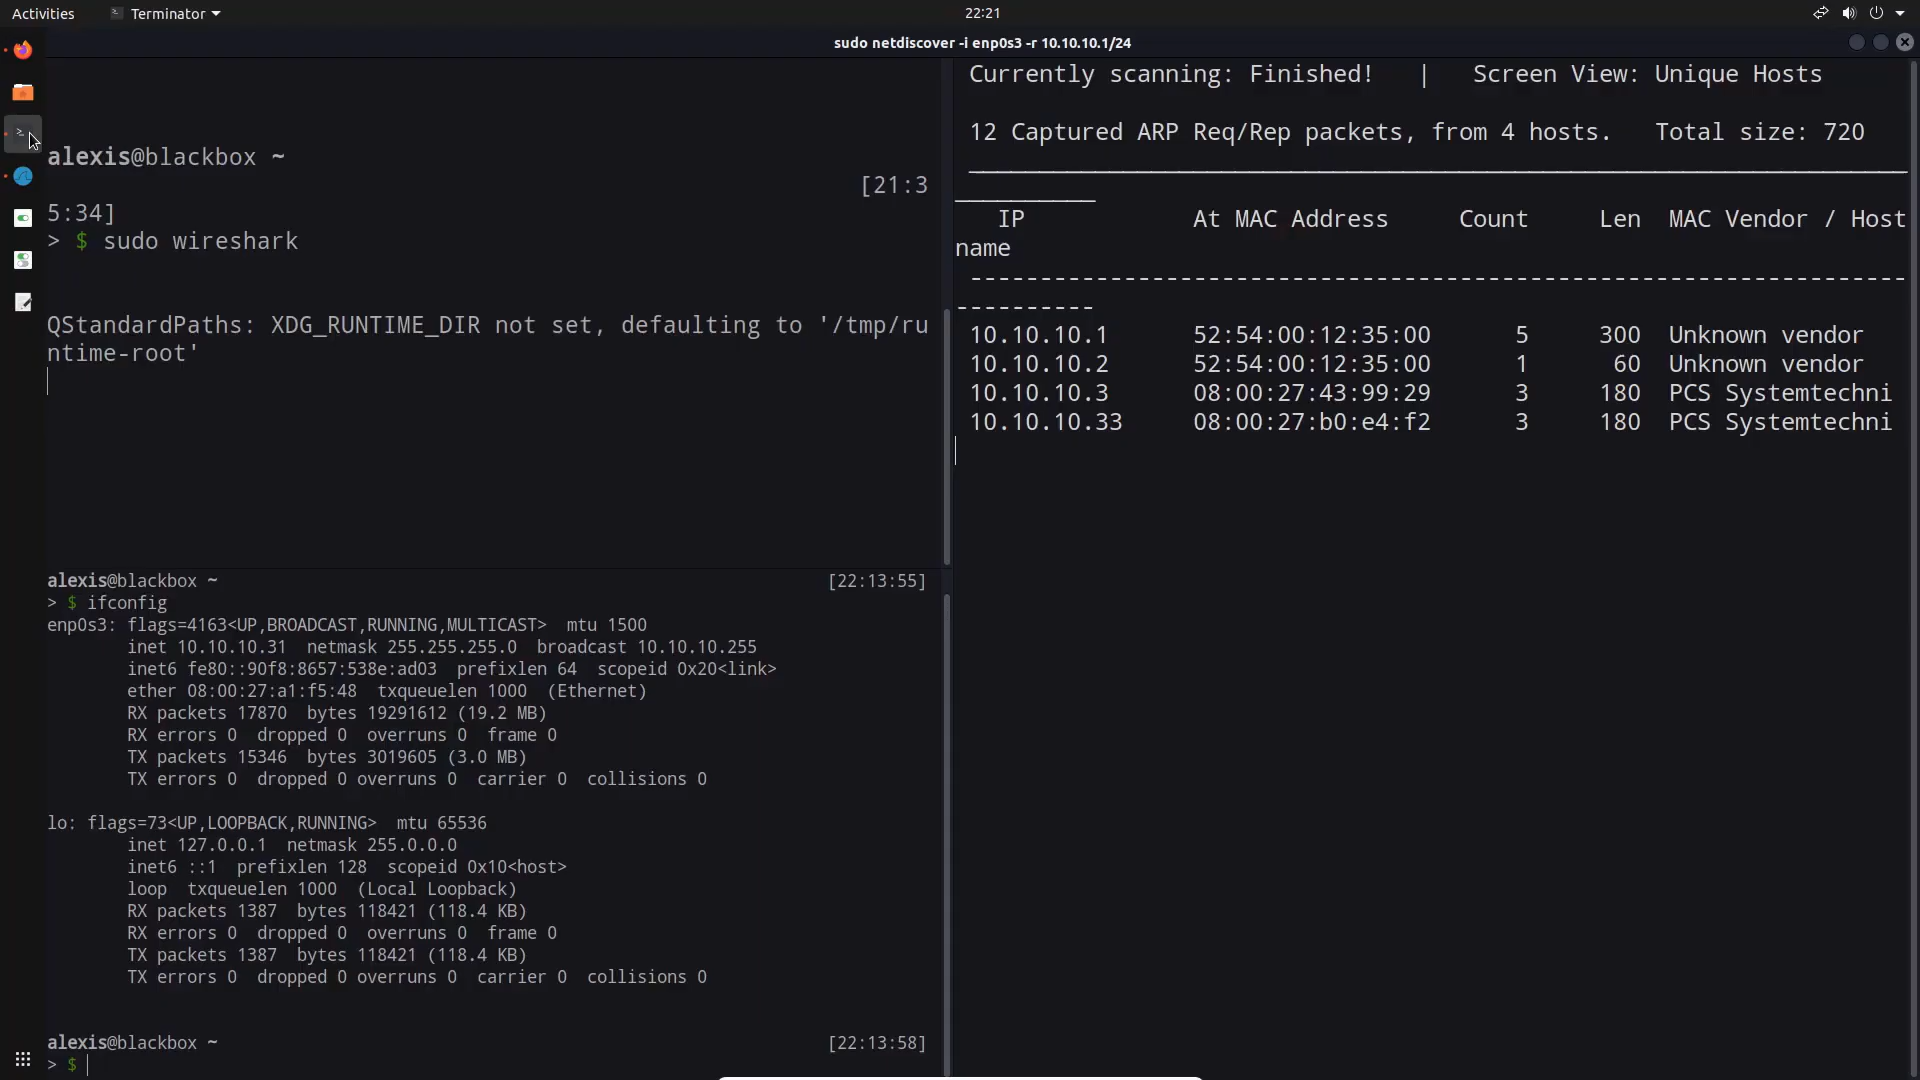 Activities
Terminator
22:21
sudo netdiscover -i enp0s3 -r 10.10.10.1/24
alexis@blackbox ~
[21:3
5:34]
> $ sudo wireshark
QStandardPaths: XDG_RUNTIME_DIR not set, defaulting to '/tmp/ru
ntime-root'
alexis@blackbox ~ [22:13:55]
> $ ifconfig
enp0s3: flags=4163<UP,BROADCAST,RUNNING,MULTICAST>  mtu 1500
inet 10.10.10.31  netmask 255.255.255.0  broadcast 10.10.10.255
inet6 fe80::90f8:8657:538e:ad03  prefixlen 64  scopeid 0x20<link>
ether 08:00:27:a1:f5:48  txqueuelen 1000  (Ethernet)
RX packets 17870  bytes 19291612 (19.2 MB)
RX errors 0  dropped 0  overruns 0  frame 0
TX packets 15346  bytes 3019605 (3.0 MB)
TX errors 0  dropped 0 overruns 0  carrier 0  collisions 0
lo: flags=73<UP,LOOPBACK,RUNNING>  mtu 65536
inet 127.0.0.1  netmask 255.0.0.0
inet6 ::1  prefixlen 128  scopeid 0x10<host>
loop  txqueuelen 1000  (Local Loopback)
RX packets 1387  bytes 118421 (118.4 KB)
RX errors 0  dropped 0  overruns 0  frame 0
TX packets 1387  bytes 118421 (118.4 KB)
TX errors 0  dropped 0 overruns 0  carrier 0  collisions 0
alexis@blackbox ~ [22:13:58]
> $
Currently scanning: Finished!   |   Screen View: Unique Hosts
12 Captured ARP Req/Rep packets, from 4 hosts.   Total size: 720
_____________________________________________________________________
__________
IP            At MAC Address     Count     Len  MAC Vendor / Host
name
-------------------------------------------------------------------
----------
10.10.10.1      52:54:00:12:35:00      5     300  Unknown vendor
10.10.10.2      52:54:00:12:35:00      1      60  Unknown vendor
10.10.10.3      08:00:27:43:99:29      3     180  PCS Systemtechni
10.10.10.33     08:00:27:b0:e4:f2      3     180  PCS Systemtechni